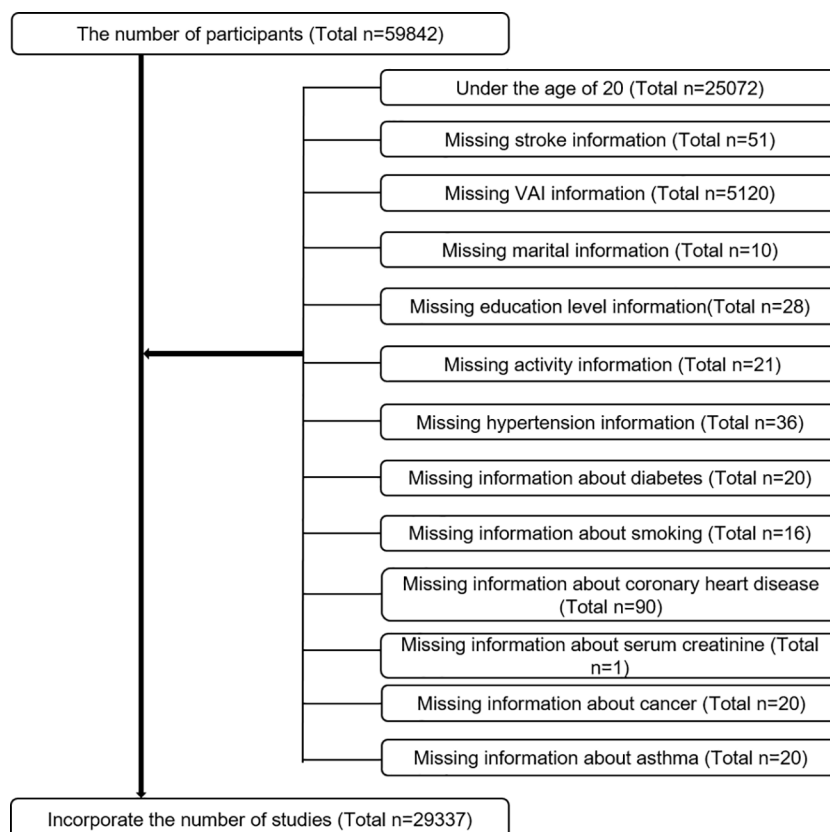 The number of participants (Total n=59842)
Under the age of 20 (Total n=25072)
Missing stroke information (Total n=51)
Missing VAI information (Total n=5120)
Missing marital information (Total n=10)
Missing education level information(Total n=28)
Missing activity information (Total n=21)
Missing hypertension information (Total n=36)
Missing information about diabetes (Total n=20)
Missing information about smoking (Total n=16)
Missing information about coronary heart disease
(Total n=90)
Missing information about serum creatinine (Total
n=1)
Missing information about cancer (Total n=20)
Missing information about asthma (Total n=20)
Incorporate the number of studies (Total n=29337)